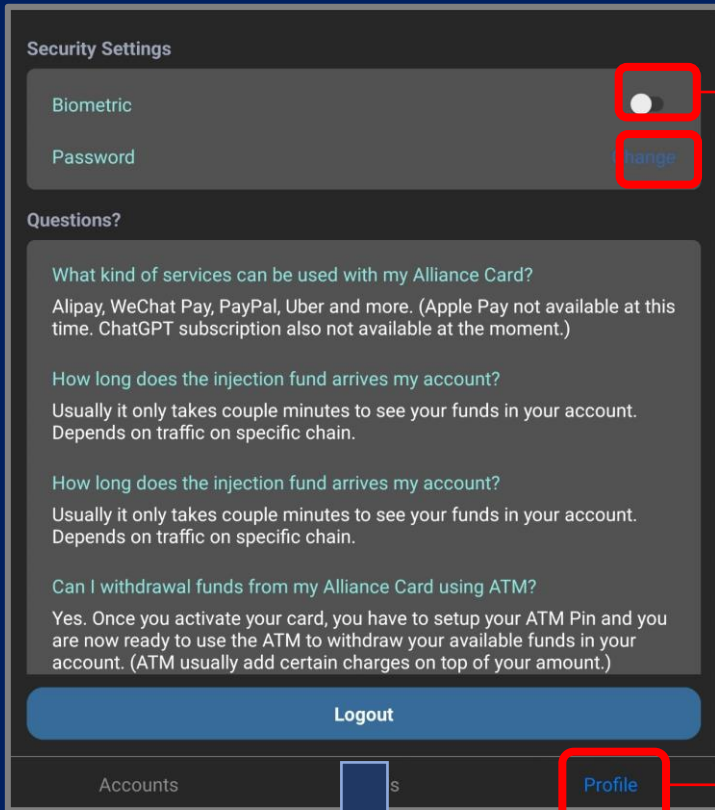 Security Settings
Biometric
Password Change
Questions?
What kind of services can be used with my Alliance Card?
Alipay, WeChat Pay, PayPal, Uber and more. (Apple Pay not available at this
time. ChatGPT subscription also not available at the moment.)
How long does the injection fund arrives my account?
Usually it only takes couple minutes to see your funds in your account.
Depends on traffic on specific chain.
How long does the injection fund arrives my account?
Usually it only takes couple minutes to see your funds in your account.
Depends on traffic on specific chain.
Can I withdrawal funds from my Alliance Card using ATM?
Yes. Once you activate your card, you have to setup your ATM Pin and you
are now ready to use the ATM to withdraw your available funds in your
account. (ATM usually add certain charges on top of your amount.)
Logout
Accounts Profile